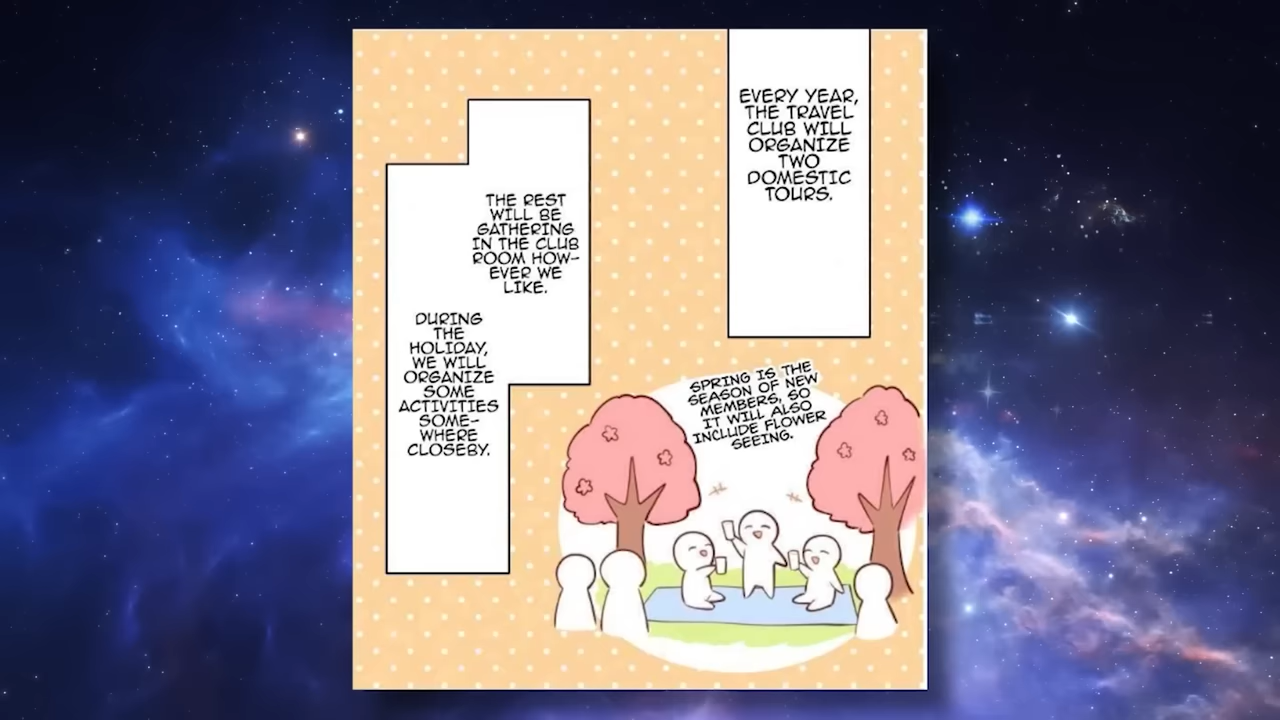 EVERY YEAR,
THE TRAVEL
CLUB WILL
ORGANIZE
TWO
DOMESTIC
TOURS.
SPRING IS THE
SEASON OF NEW
MEMBERS, SO
IT WILL ALSO
INCLUDE FLOWER
SEEING.
THE REST
WILL BE
GATHERING
IN THE CLUB
ROOM HOW-
EVER WE
LIKE.
DURING
THE
HOLIDAY,
WE WILL
ORGANIZE
SOME
ACTIVITIES
SOME-
WHERE
CLOSEBY.